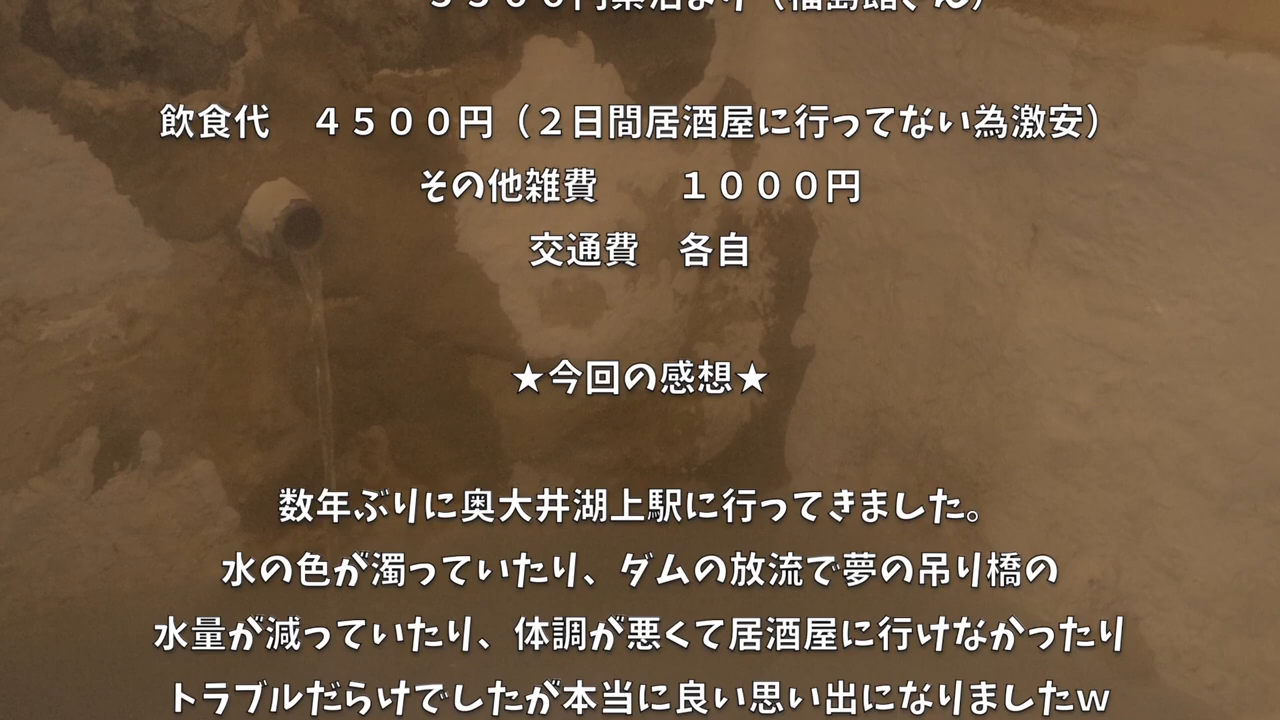 飲食代　４５００円（２日間居酒屋に行ってない為激安）
その他雑費　　１０００円
交通費　各自
★今回の感想★
数年ぶりに奥大井湖上駅に行ってきました。
水の色が濁っていたり、ダムの放流で夢の吊り橋の
水量が減っていたり、体調が悪くて居酒屋に行けなかったり
トラブルだらけでしたが本当に良い思い出になりましたｗ